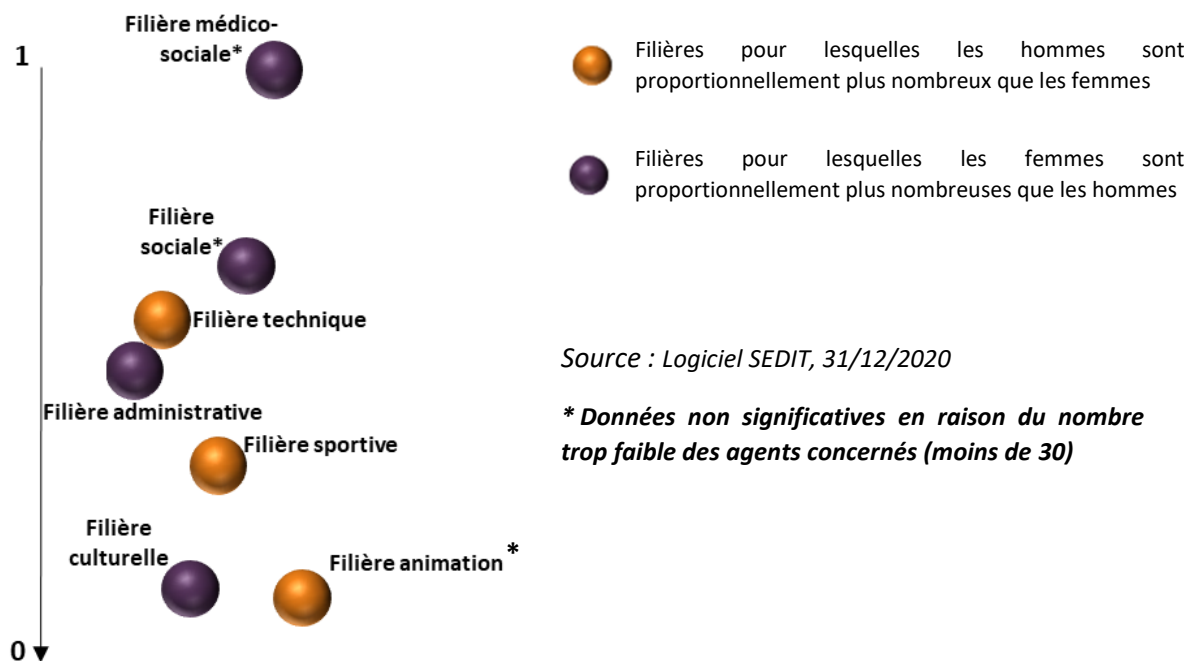 Filière médico-
sociale*
1
Filière
sociale*
Filière technique
Filière administrative
Filière sportive
Filière
culturelle
Filière animation *
0
Filières pour lesquelles les hommes sont
proportionnellement plus nombreux que les femmes
Filières pour lesquelles les femmes sont
proportionnellement plus nombreuses que les hommes
Source : Logiciel SEDIT, 31/12/2020
* Données non significatives en raison du nombre
trop faible des agents concernés (moins de 30)